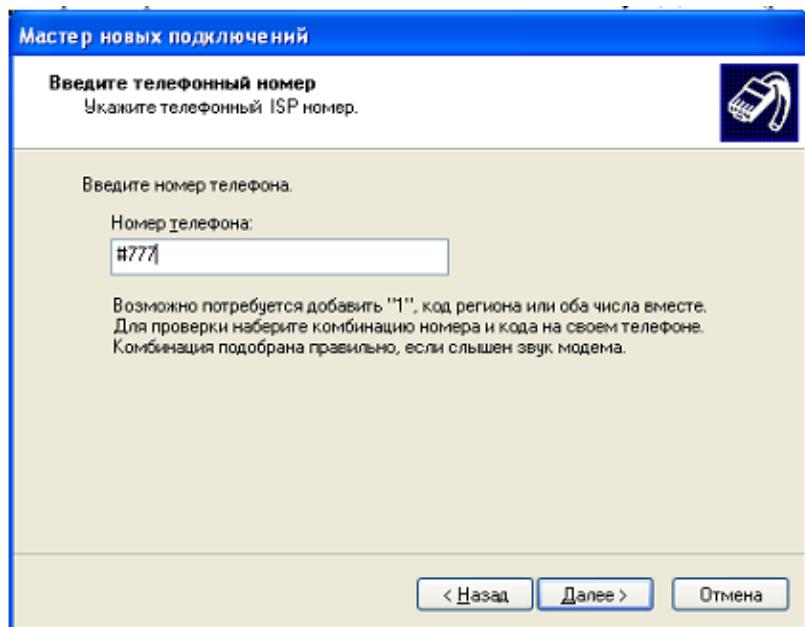 Мастер новых подключений
Введите телефонный номер
Укажите телефонный ISP номер.
Введите номер телефона.
Номер телефона:
#777
Возможно потребуется добавить "1", код региона или оба числа вместе.
Для проверки наберите комбинацию номера и кода на своем телефоне.
Комбинация подобрана правильно, если слышен звук модема.
< Назад Далее > Отмена